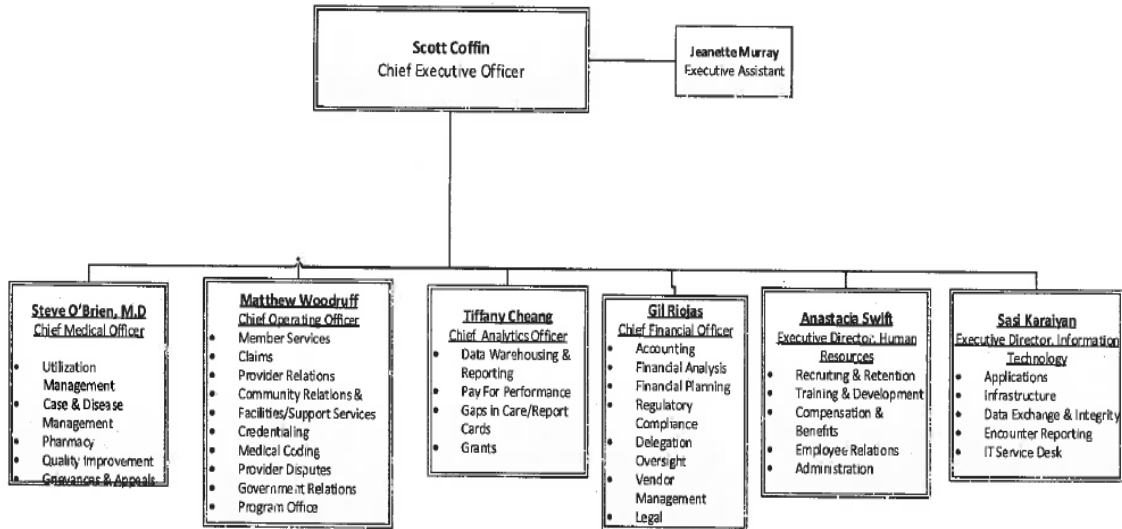 Scott Coffin
Chief Executive Officer
Jeanette Murray
Executive Assistant
Steve O'Brien, M.D
Chief Medical Officer
• Utilization
Management
• Case & Disease
Management
• Pharmacy
• Quality Improvement
• Grievances & Appeals
Matthew Woodruff
Chief Operating Officer
• Member Services
• Claims
• Provider Relations
• Community Relations &
• Facilities/Support Services
• Credentialing
• Medical Coding
• Provider Disputes
• Government Relations
• Program Office
Tiffany Cheang
Chief Analytics Officer
• Data Warehousing &
Reporting
• Pay For Performance
• Gaps in Care/Report
Cards
• Grants
Gil Riojas
Chief Financial Officer
• Accounting
• Financial Analysis
• Financial Planning
• Regulatory
Compliance
• Delegation
Oversight
• Vendor
Management
• Legal
Anastacia Swift
Executive Director, Human
Resources
• Recruiting & Retention
• Training & Development
• Compensation &
Benefits
• Employee Relations
• Administration
Sasi Karaiyan
Executive Director, Information
Technology
• Applications
• Infrastructure
• Data Exchange & Integrity
• Encounter Reporting
• IT Service Desk